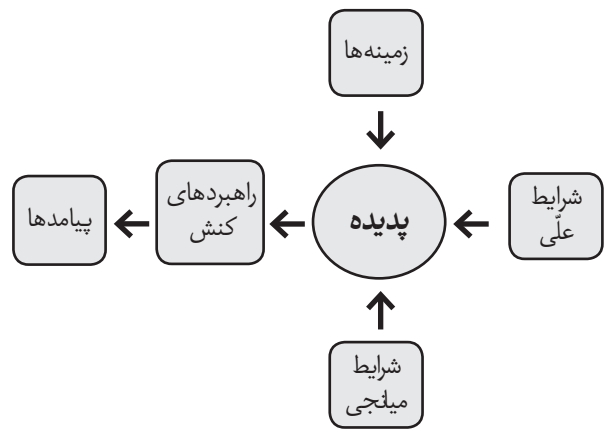 زمینه‌ها
شرایط
علّی
پدیده
راهبردهای
کنش
پیامدها
شرایط
میانجی